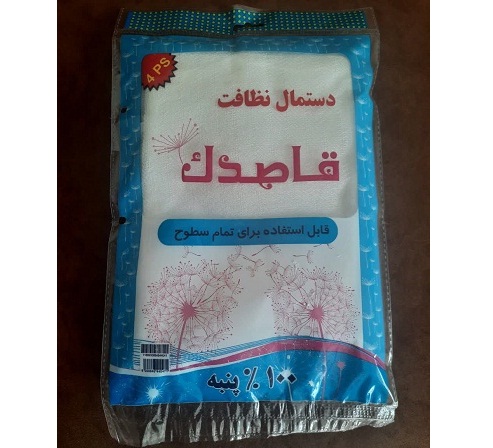 4 PS
دستمال نظافت
قاصدک
قابل استفاده برای تمام سطوح
۱۰۰ % پنبه